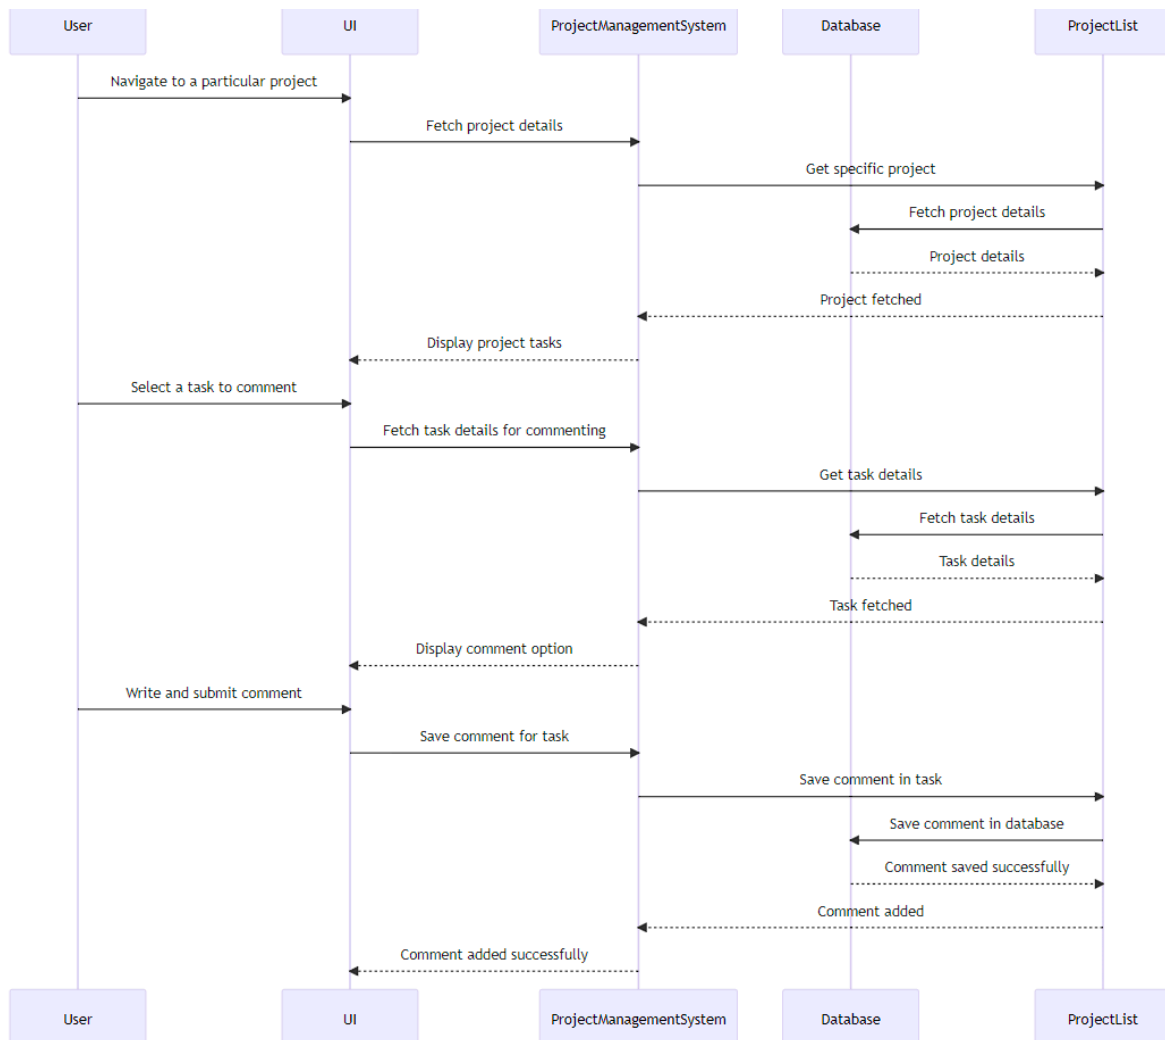 User
UI
ProjectManagementSystem
Database
ProjectList
Navigate to a particular project
Fetch project details
Get specific project
Fetch project details
Project details
Project fetched
Display project tasks
Select a task to comment
Fetch task details for commenting
Get task details
Fetch task details
Task details
Task fetched
Display comment option
Write and submit comment
Save comment for task
Save comment in task
Save comment in database
Comment saved successfully
Comment added
Comment added successfully
User
UI
ProjectManagementSystem
Database
ProjectList